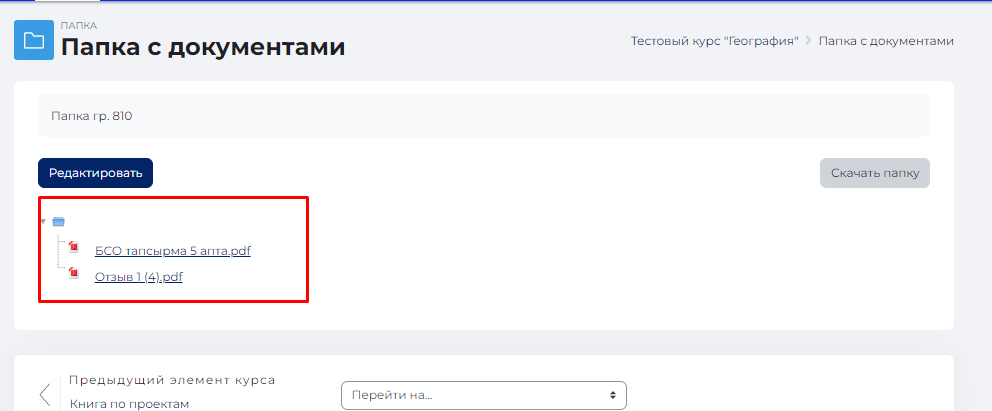 ПАПКА
Папка с документами
Тестовый курс "География" Папка с документами
Папка гр. 810
Редактировать
Скачать папку
БСО тапсырма 5 апта.pdf
Отзыв 1 (4).pdf
Предыдущий элемент курса
Книга по проектам
Перейти на...